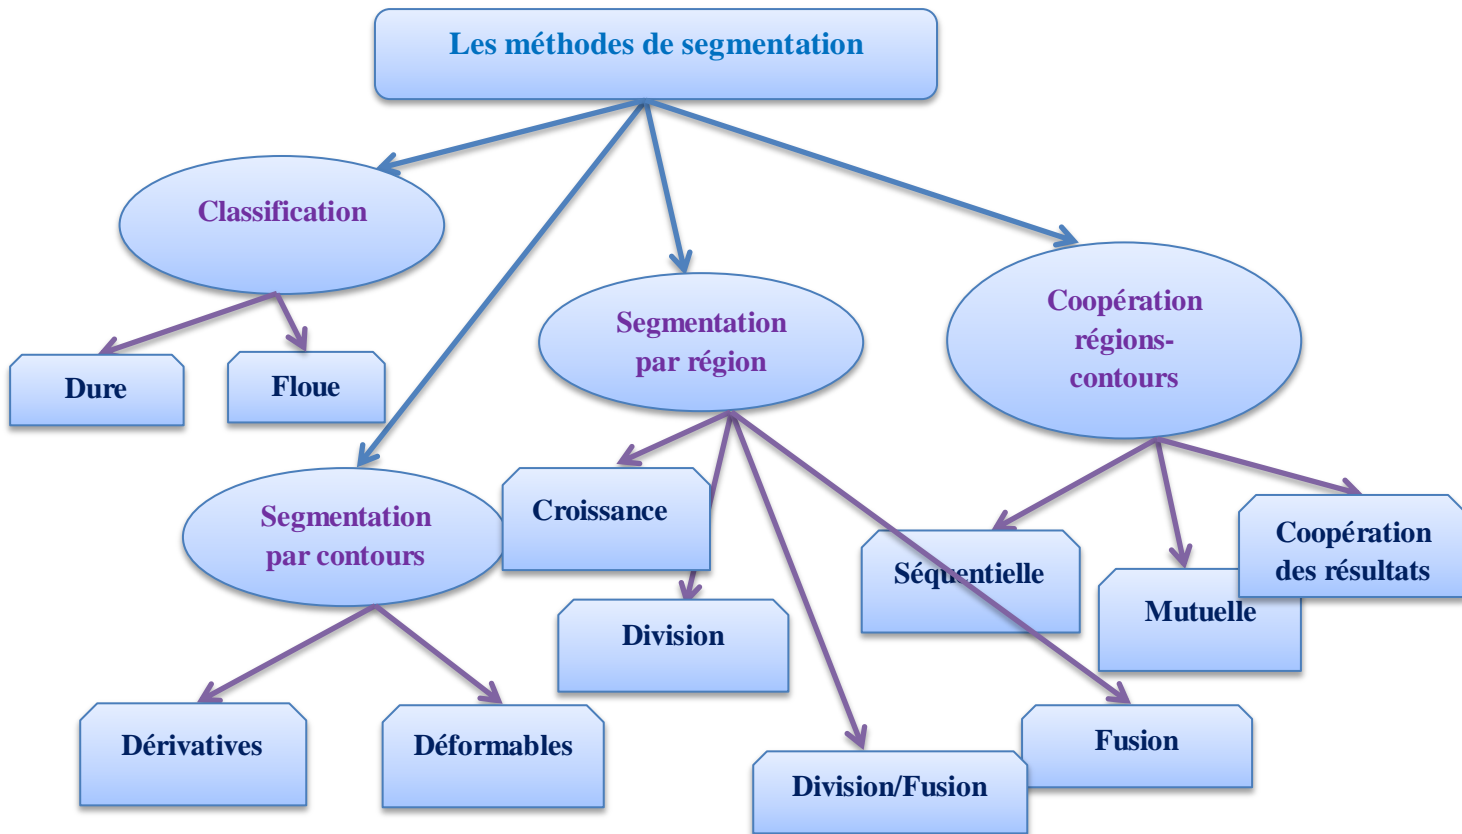 Les méthodes de segmentation
Classification
Dure
Floue
Segmentation
par contours
Dérivatives
Déformables
Segmentation
par région
Croissance
Division
Division/Fusion
Fusion
Coopération
régions-
contours
Séquentielle
Mutuelle
Coopération
des résultats